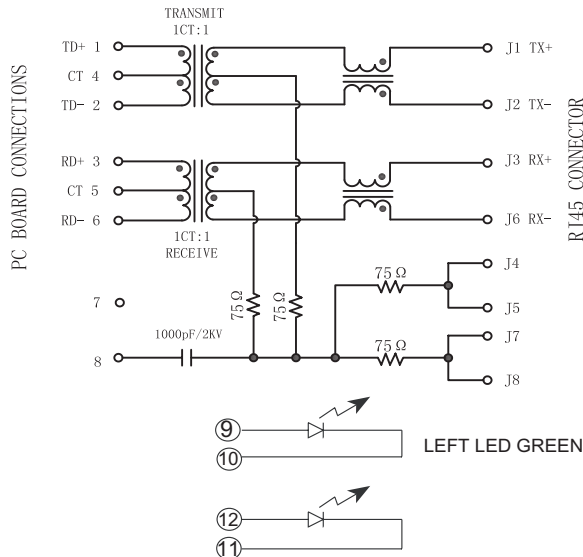 TRANSMIT
1CT:1
TD+ 1
CT 4
TD- 2
J1 TX+
J2 TX-
RD+ 3
CT 5
RD- 6
J3 RX+
J6 RX-
1CT:1
RECEIVE
PC BOARD CONNECTIONS
RJ45 CONNECTOR
7
8
1000pF/2KV
75Ω
75Ω
75Ω
75Ω
J4
J5
J7
J8
9
10
LEFT LED GREEN
12
11